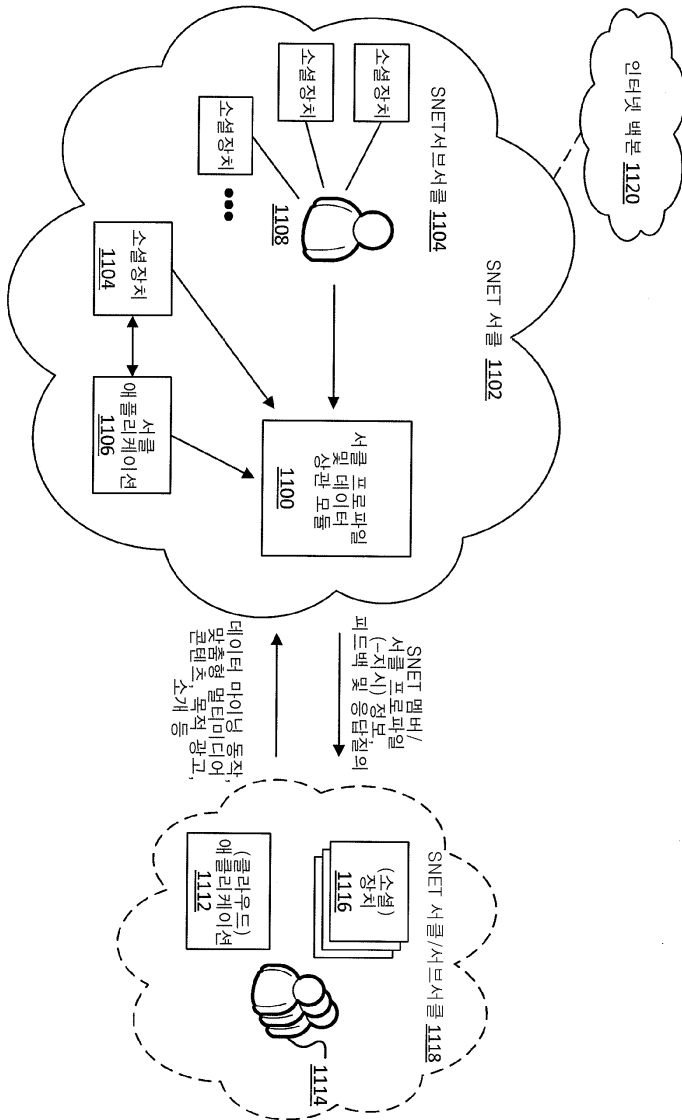 인터넷 백본 1120
SNET 서클 1102
SNET서브서클 1104
소셜장치
소셜장치
소셜장치
•••
1108
소셜장치
1104
서클
애플리케이션
1106
서클 프로파일
및 데이터
상관 모듈
1100
SNET 멤버/
서클 프로파일
(-지시) 정보,
피드백 및 응답질의
데이터 마이닝 동작,
맞춤형 멀티미디어
콘텐츠, 목적 광고,
소개 등
SNET 서클/서브서클 1118
(소셜)
장치
1116
(클라우드)
애플리케이션
1112
1114